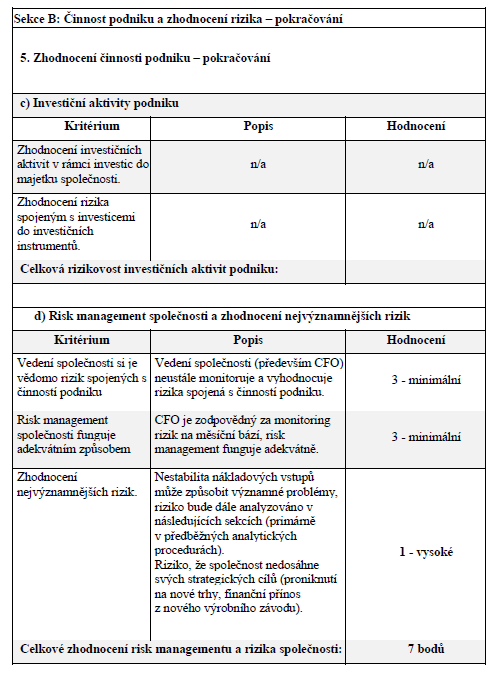 Sekce B: Činnost podniku a zhodnocení rizika – pokračování
5. Zhodnocení činnosti podniku – pokračování
c) Investiční aktivity podniku
Kritérium Popis Hodnocení
Zhodnocení investičních
aktivit v rámci investic do
majetku společnosti.
n/a n/a
Zhodnocení rizika
spojeným s investicemi
do investičních
instrumentů.
n/a n/a
Celková rizikovost investičních aktivit podniku:
d) Risk management společnosti a zhodnocení nejvýznamnějších rizik
Kritérium Popis Hodnocení
Vedení společnosti si je
vědomo rizik spojených s
činností podniku
Vedení společnosti (především CFO)
neustále monitoruje a vyhodnocuje
rizika spojená s činností podniku.
3 - minimální
Risk management
společnosti funguje
adekvátním způsobem
CFO je zodpovědný za monitoring
rizik na měsíční bází, risk
management funguje adekvátně.
3 - minimální
Zhodnocení
nejvýznamnějších rizik.
Nestabilita nákladových vstupů
může způsobit významné problémy,
riziko bude dále analyzováno v
následujících sekcích (primárně
v předběžných analytických
procedurách).
Riziko, že společnost nedosáhne
svých strategických cílů (proniknutí
na nové trhy, finanční přínos
z nového výrobního závodu).
1 - vysoké
Celkové zhodnocení risk managementu a rizika společnosti: 7 bodů